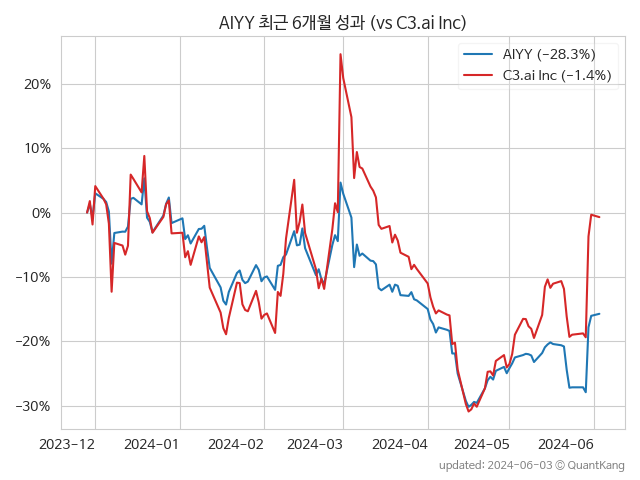 AIYY 최근 6개월 성과 (vs C3.ai Inc)
AIYY (−28.3%)
C3.ai Inc (−1.4%)
20%
10%
0%
−10%
−20%
−30%
2023−12 2024−01 2024−02 2024−03 2024−04 2024−05 2024−06
updated: 2024−06−03 ⓒ QuantKang